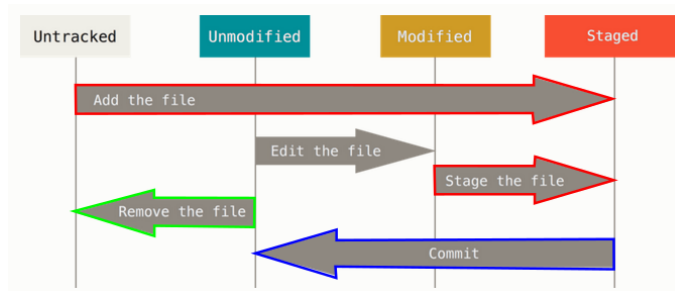 Untracked
Unmodified
Modified
Staged
Add the file
Edit the file
Stage the file
Remove the file
Commit